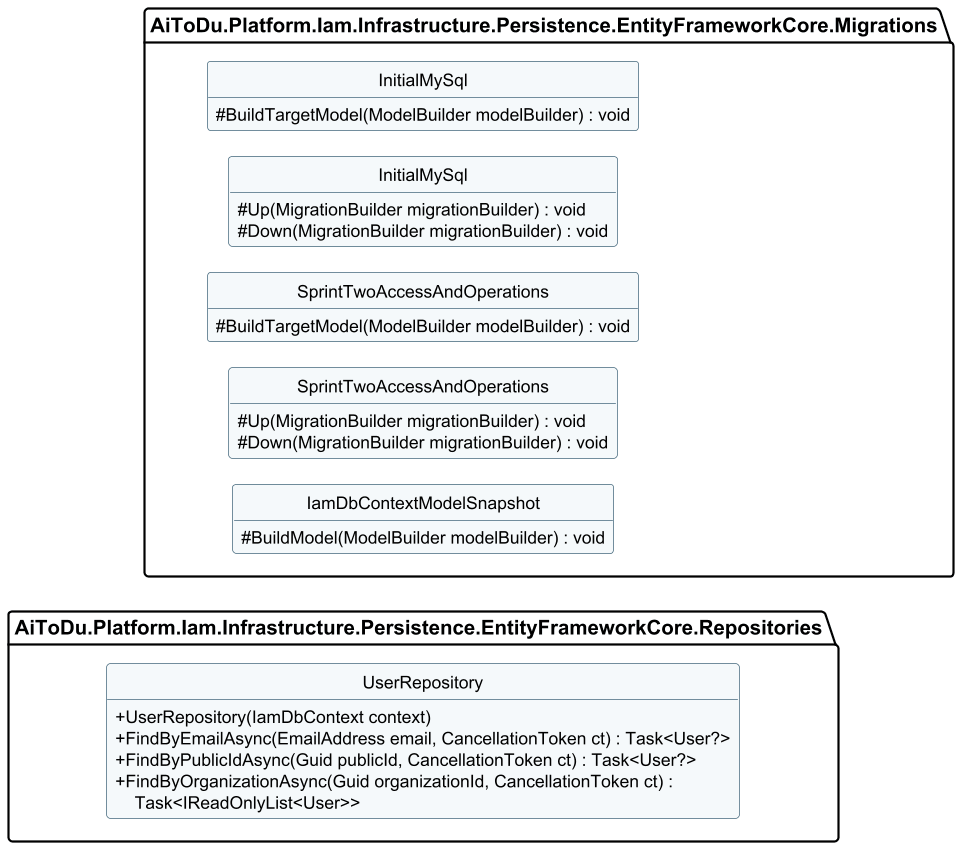 AiToDu.Platform.Iam.Infrastructure.Persistence.EntityFrameworkCore.Migrations
InitialMySql
#BuildTargetModel(ModelBuilder modelBuilder) : void
InitialMySql
#Up(MigrationBuilder migrationBuilder) : void
#Down(MigrationBuilder migrationBuilder) : void
SprintTwoAccessAndOperations
#BuildTargetModel(ModelBuilder modelBuilder) : void
SprintTwoAccessAndOperations
#Up(MigrationBuilder migrationBuilder) : void
#Down(MigrationBuilder migrationBuilder) : void
IamDbContextModelSnapshot
#BuildModel(ModelBuilder modelBuilder) : void
AiToDu.Platform.Iam.Infrastructure.Persistence.EntityFrameworkCore.Repositories
UserRepository
+UserRepository(IamDbContext context)
+FindByEmailAsync(EmailAddress email, CancellationToken ct) : Task<User?>
+FindByPublicIdAsync(Guid publicId, CancellationToken ct) : Task<User?>
+FindByOrganizationAsync(Guid organizationId, CancellationToken ct) :
Task<IReadOnlyList<User>>